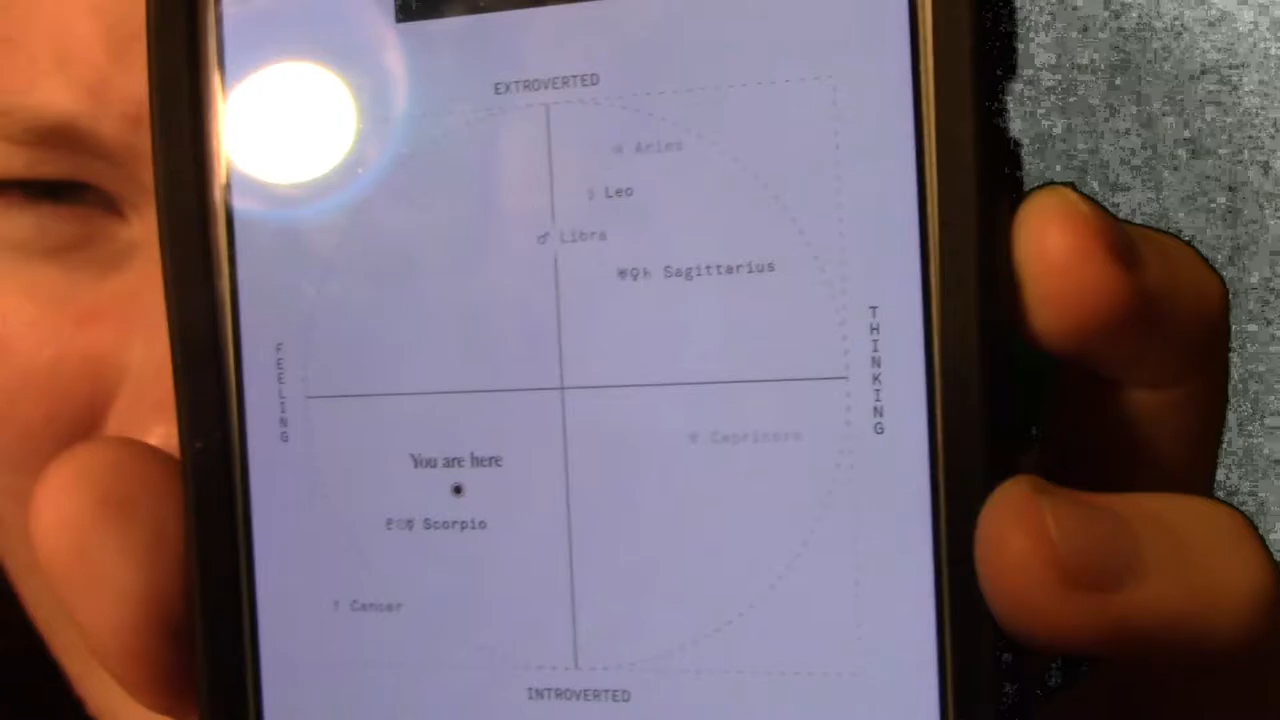 EXTROVERTED
Aries
Leo
♂ Libra
♅♀♄ Sagittarius
FEELING
THINKING
Capricorn
You are here
Scorpio
↑ Cancer
INTROVERTED